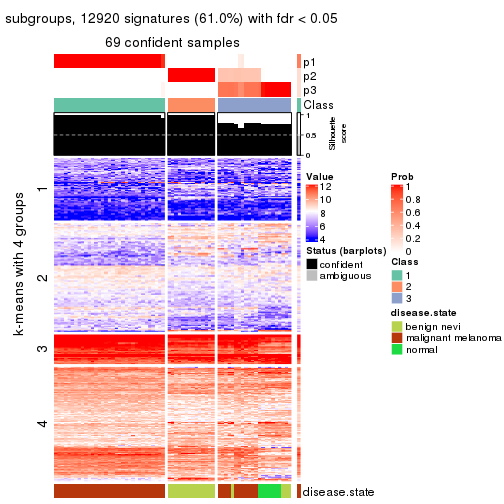 subgroups, 12920 signatures (61.0%) with fdr < 0.05
69 confident samples
p1
p2
p3
Class
1
0.5
0
Silhouette
score
k-means with 4 groups
1
2
3
4
disease.state
Value
12
10
8
6
4
Status (barplots)
confident
ambiguous
Prob
1
0.8
0.6
0.4
0.2
0
Class
1
2
3
disease.state
benign nevi
malignant melanoma
normal